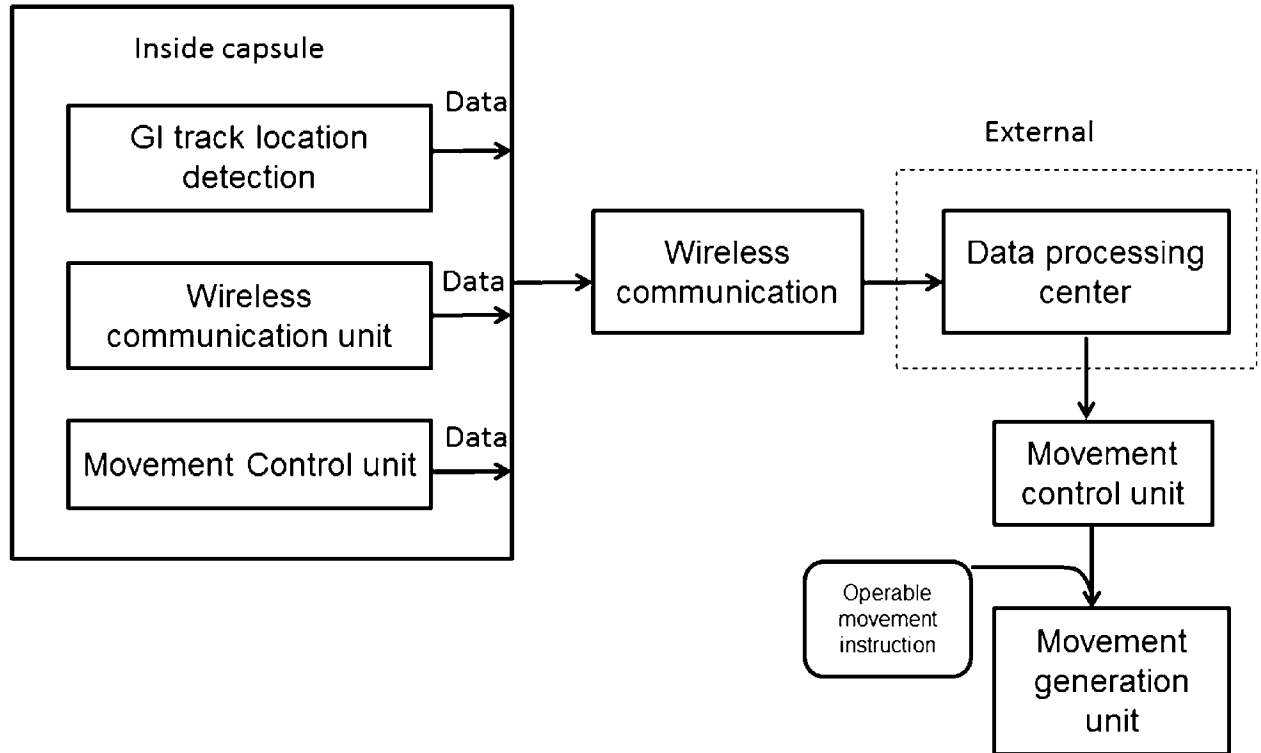 Inside capsule
Data
GI track location
detection
External
Wireless
communication
Data processing
center
Data
Wireless
communication unit
Data
Movement Control unit
Movement
control unit
Operable
movement
instruction
Movement
generation
unit